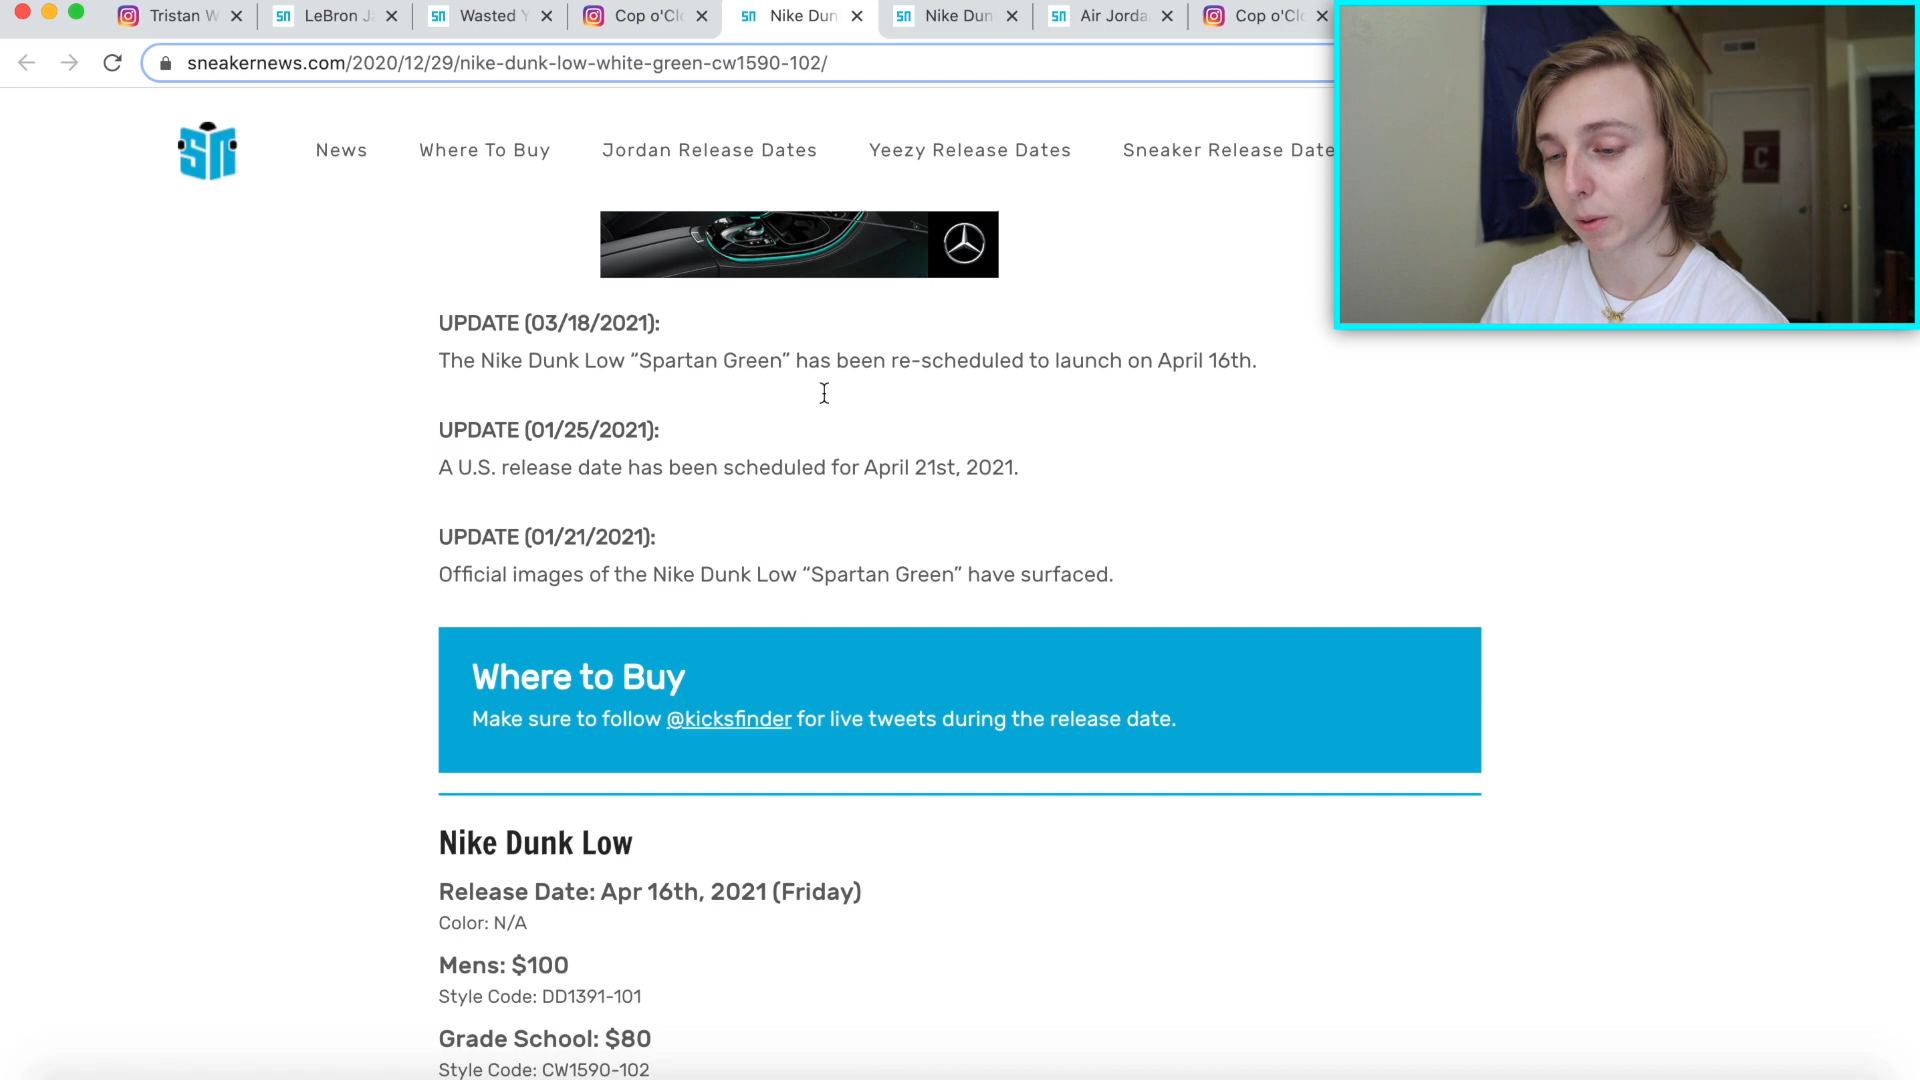 Tristan W
LeBron Ja
Wasted Y
Cop o'Clo
Nike Dun
Nike Dun
Air Jorda
Cop o'Clo
sneakernews.com/2020/12/29/nike-dunk-low-white-green-cw1590-102/
News
Where To Buy
Jordan Release Dates
Yeezy Release Dates
Sneaker Release Date
UPDATE (03/18/2021):
The Nike Dunk Low “Spartan Green” has been re-scheduled to launch on April 16th.
UPDATE (01/25/2021):
A U.S. release date has been scheduled for April 21st, 2021.
UPDATE (01/21/2021):
Official images of the Nike Dunk Low “Spartan Green” have surfaced.
Where to Buy
Make sure to follow @kicksfinder for live tweets during the release date.
Nike Dunk Low
Release Date: Apr 16th, 2021 (Friday)
Color: N/A
Mens: $100
Style Code: DD1391-101
Grade School: $80
Style Code: CW1590-102
C